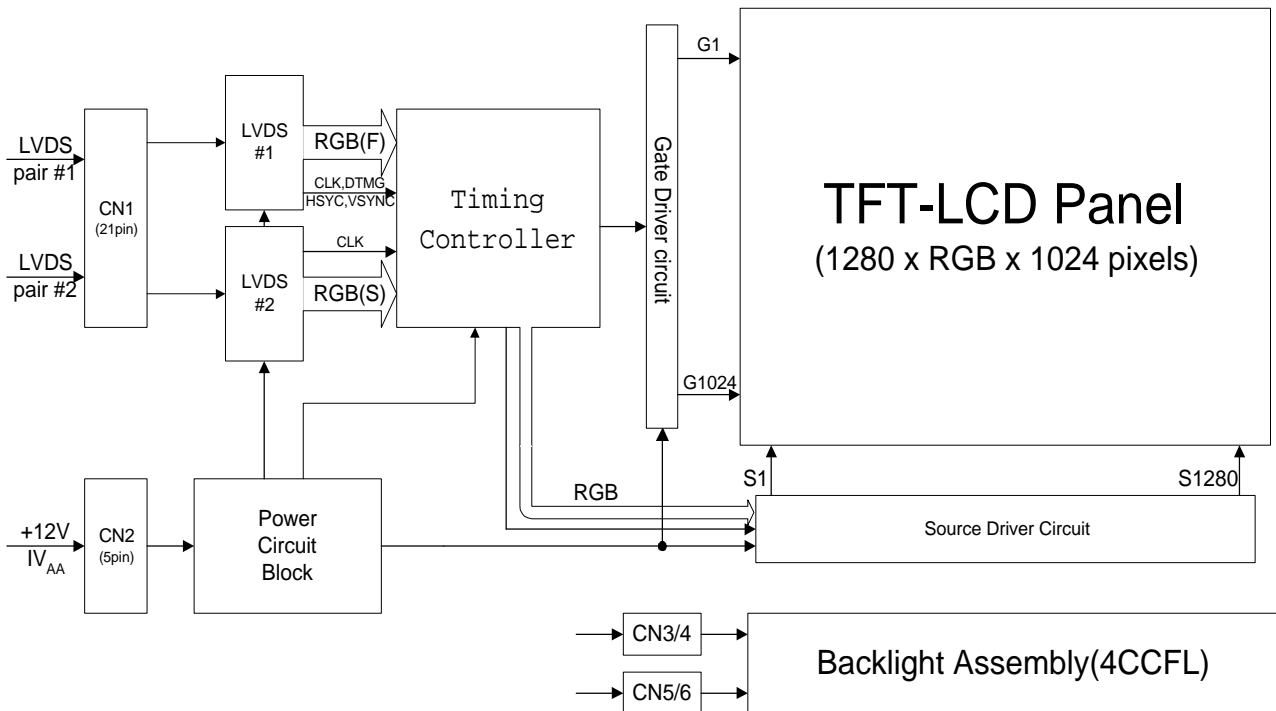 G1
LVDS
pair #1
LVDS
pair #2
CN1
(21pin)
LVDS
#1
LVDS
#2
RGB(F)
CLK,DTMG
HSYC,VSYNC
CLK
RGB(S)
Timing
Controller
Gate Driver circuit
G1024
TFT-LCD Panel
(1280 x RGB x 1024 pixels)
S1
S1280
RGB
Source Driver Circuit
+12V
IVAA
CN2
(5pin)
Power
Circuit
Block
CN3/4
CN5/6
Backlight Assembly(4CCFL)